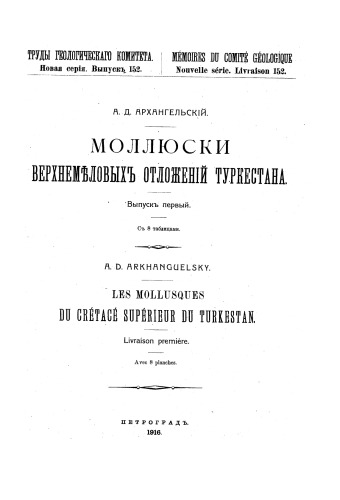 ТРУДЫ ГЕОЛОГИЧЕСКАГО КОМИТЕТА.
Новая серія. Выпускъ 152.
MÉMOIRES DU COMITÉ GÉOLOGIQUE
Nouvelle série. Livraison 152.
А. Д. АРХАНГЕЛЬСКІЙ.
МОЛЛЮСКИ
ВЕРХНЕМѢЛОВЫХЪ ОТЛОЖЕНІЙ ТУРКЕСТАНА.
Выпускъ первый.
Съ 8 таблицами.
A. D. ARKHANGUELSKY.
LES MOLLUSQUES
DU CRÉTACÉ SUPÉRIEUR DU TURKESTAN.
Livraison première.
Avec 8 planches.
ПЕТРОГРАДЪ.
1916.